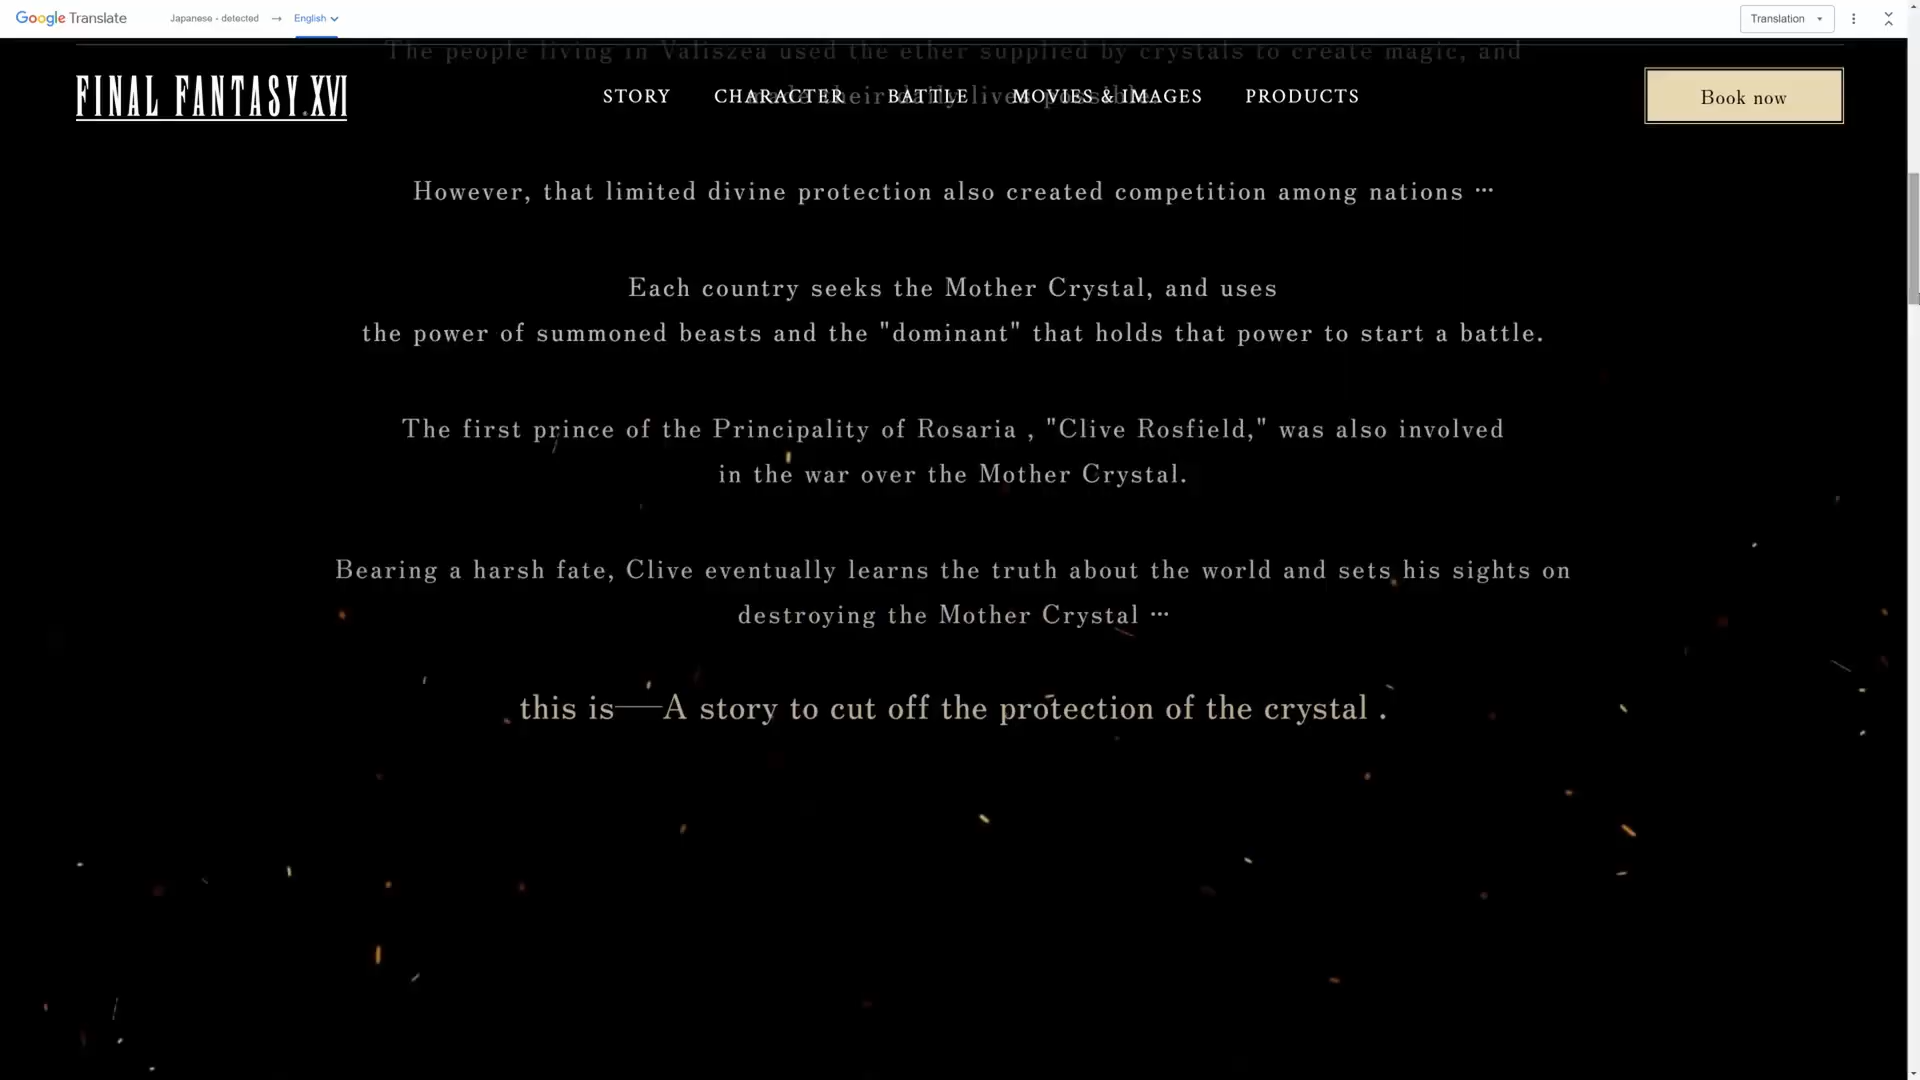 Google Translate
Japanese - detected → English
Translation
The people living in Valiszea used the ether supplied by crystals to create magic, and
made their daily lives possible.
FINAL FANTASY XVI
STORY CHARACTER BATTLE MOVIES & IMAGES PRODUCTS
Book now
However, that limited divine protection also created competition among nations ···
Each country seeks the Mother Crystal, and uses
the power of summoned beasts and the "dominant" that holds that power to start a battle.
The first prince of the Principality of Rosaria , "Clive Rosfield," was also involved
in the war over the Mother Crystal.
Bearing a harsh fate, Clive eventually learns the truth about the world and sets his sights on
destroying the Mother Crystal ···
this is──A story to cut off the protection of the crystal .